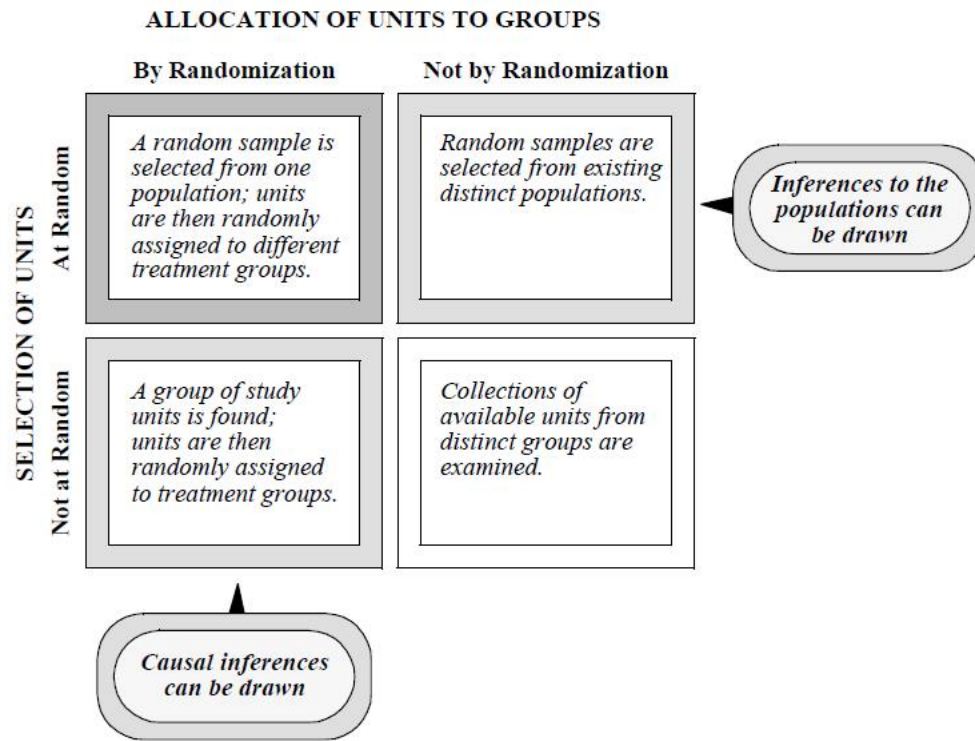 ALLOCATION OF UNITS TO GROUPS
By Randomization
Not by Randomization
SELECTION OF UNITS
At Random
A random sample is
selected from one
population; units
are then randomly
assigned to different
treatment groups.
Random samples are
selected from existing
distinct populations.
Inferences to the
populations can
be drawn
Not at Random
A group of study
units is found;
units are then
randomly assigned
to treatment groups.
Collections of
available units from
distinct groups are
examined.
Causal inferences
can be drawn